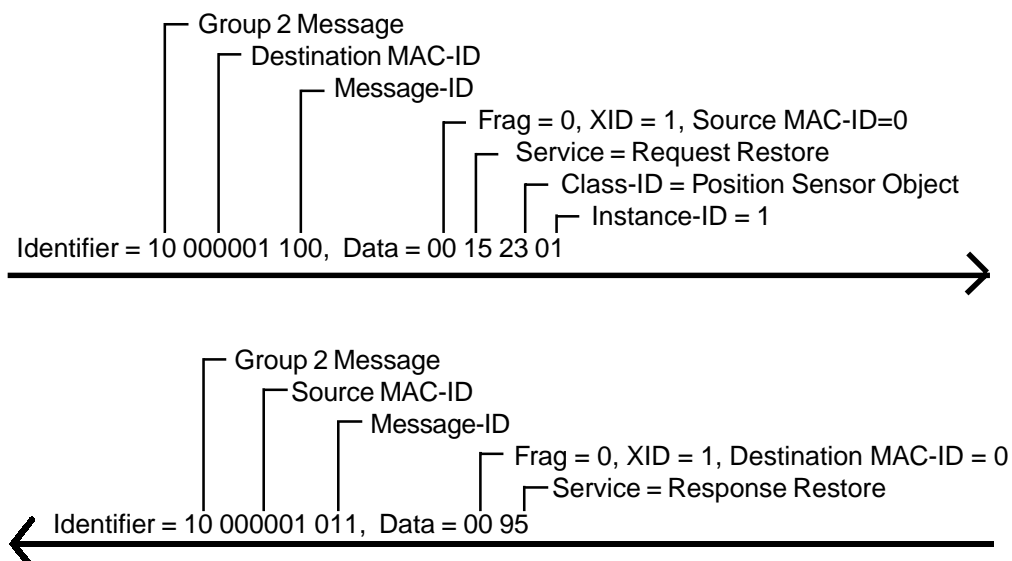 Group 2 Message
Destination MAC-ID
Message-ID
Frag = 0, XID = 1, Source MAC-ID=0
Service = Request Restore
Class-ID = Position Sensor Object
Instance-ID = 1
Identifier = 10 000001 100, Data = 00 15 23 01
Group 2 Message
Source MAC-ID
Message-ID
Frag = 0, XID = 1, Destination MAC-ID = 0
Service = Response Restore
Identifier = 10 000001 011, Data = 00 95